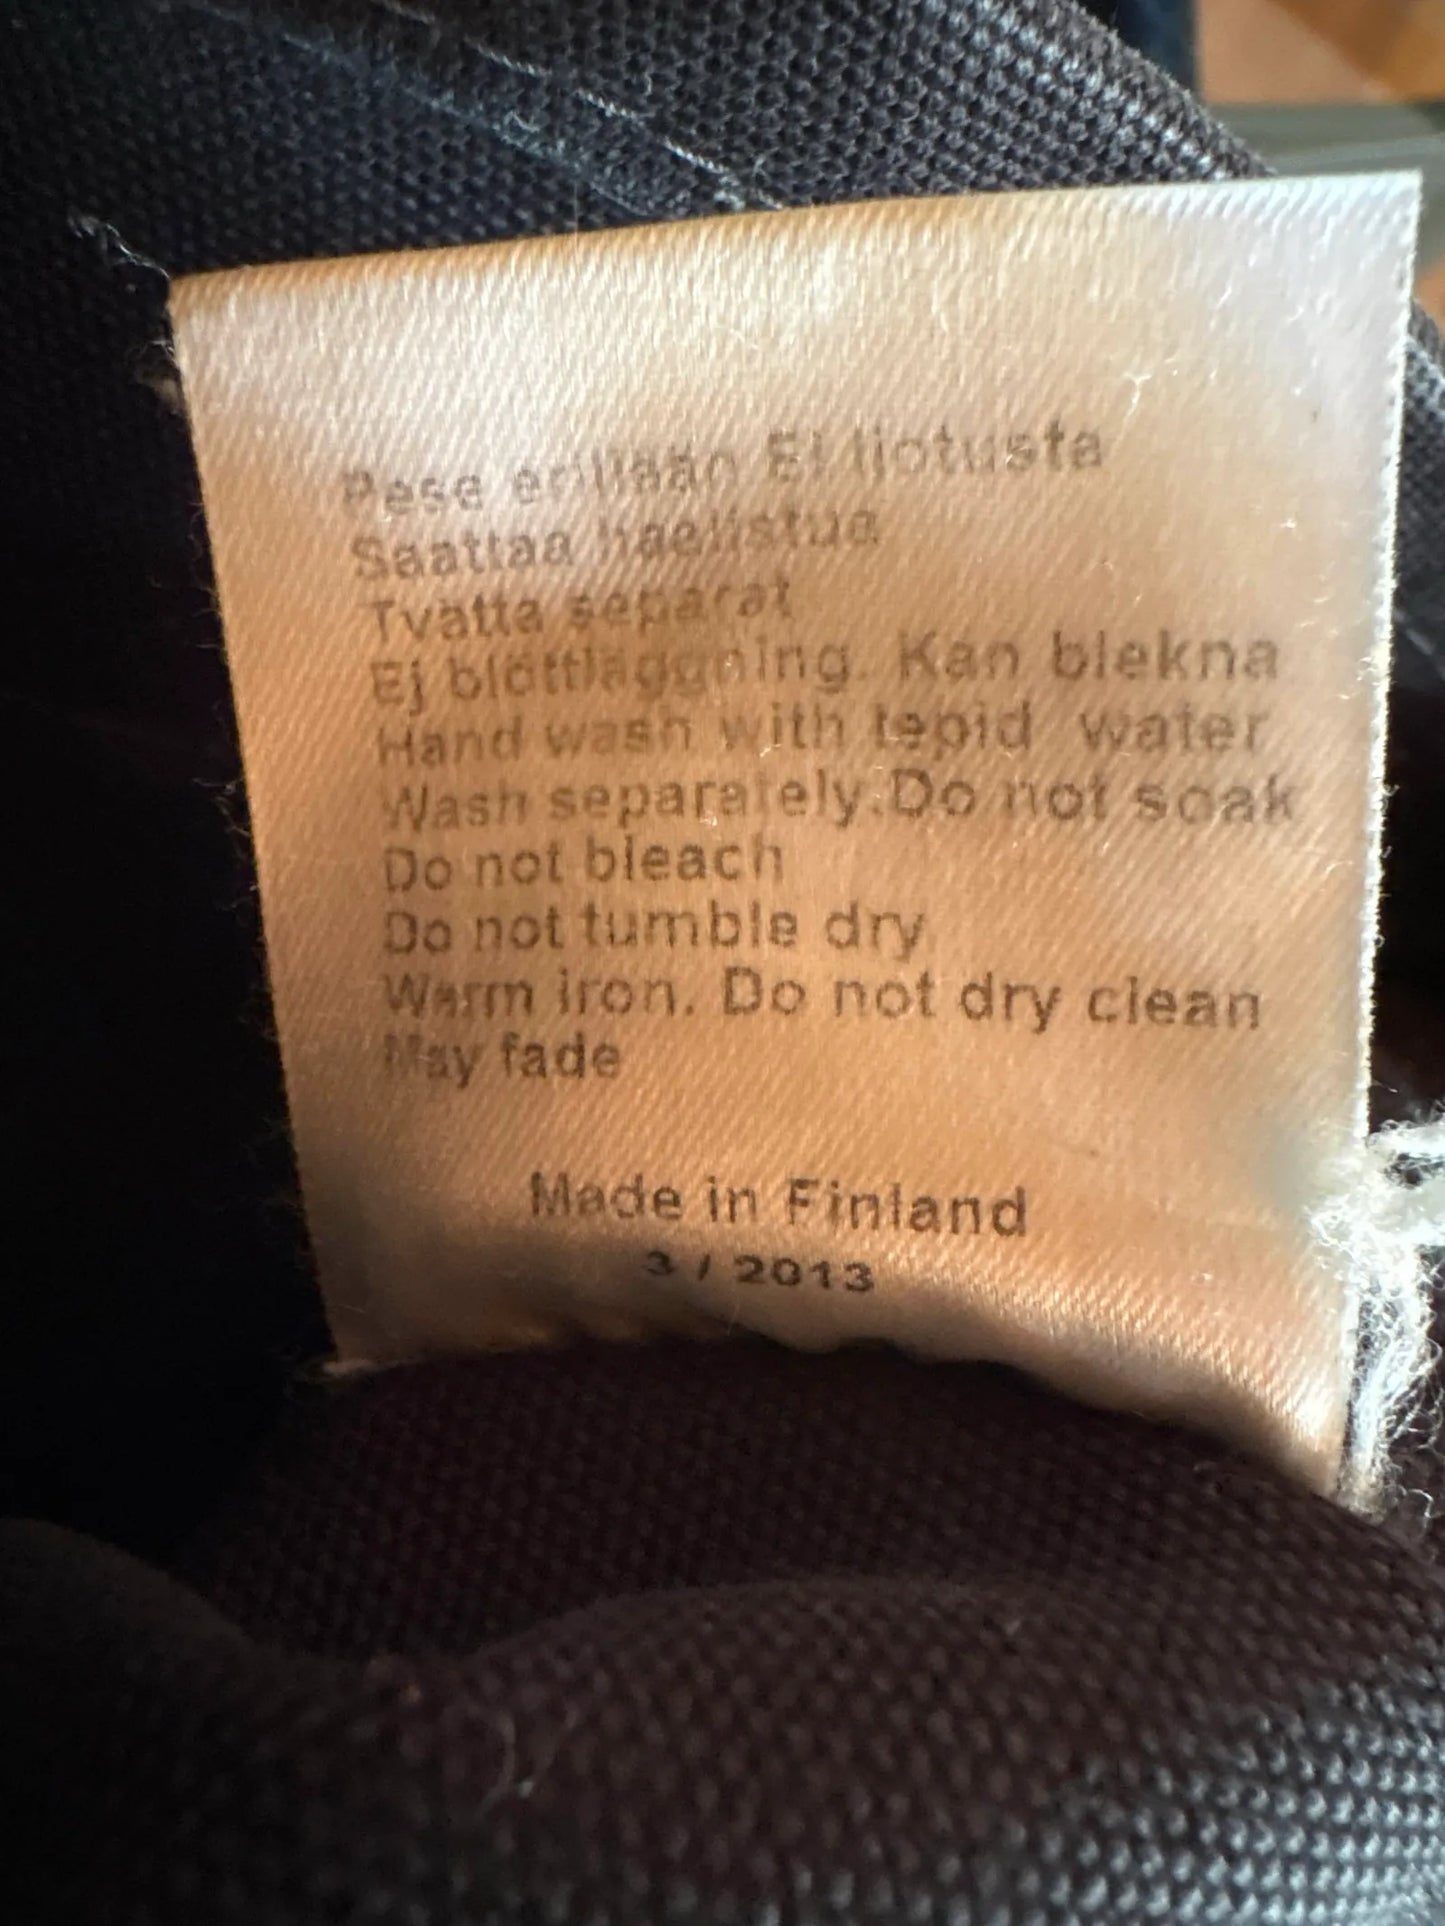 Pese erillään Ei liotusta
Saattaa haalistua
Tvätta separat
Ej blötläggning. Kan blekna
Hand wash with tepid water
Wash separately.Do not soak
Do not bleach
Do not tumble dry
Warm iron. Do not dry clean
May fade
Made in Finland
3 / 2013